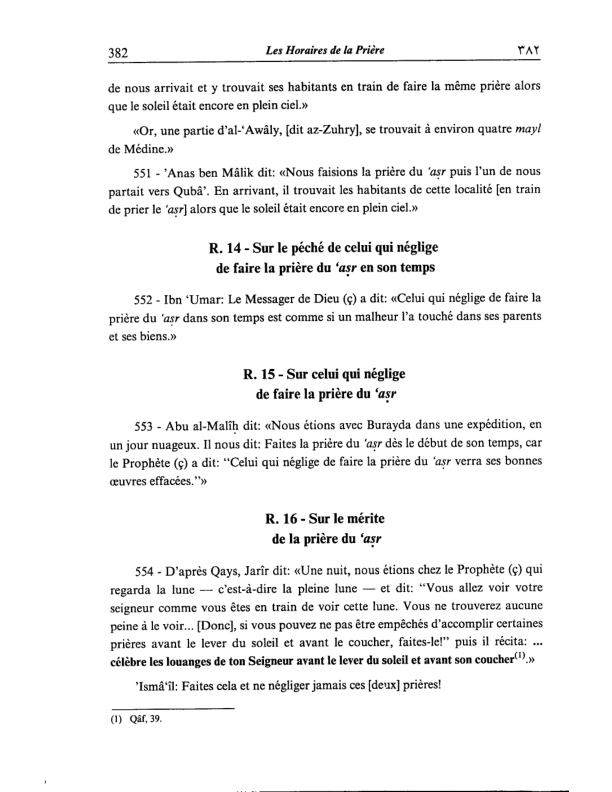 382 Les Horaires de la Prière ٣٨٢
de nous arrivait et y trouvait ses habitants en train de faire la même prière alors
que le soleil était encore en plein ciel.»
«Or, une partie d'al-‘Awâly, [dit az-Zuhry], se trouvait à environ quatre mayl
de Médine.»
551 - ’Anas ben Mâlik dit: «Nous faisions la prière du ‘aṣr puis l'un de nous
partait vers Qubâ’. En arrivant, il trouvait les habitants de cette localité [en train
de prier le ‘aṣr] alors que le soleil était encore en plein ciel.»
R. 14 - Sur le péché de celui qui néglige
de faire la prière du ‘aṣr en son temps
552 - Ibn ‘Umar: Le Messager de Dieu (ç) a dit: «Celui qui néglige de faire la
prière du ‘aṣr dans son temps est comme si un malheur l'a touché dans ses parents
et ses biens.»
R. 15 - Sur celui qui néglige
de faire la prière du ‘aṣr
553 - Abu al-Malîḥ dit: «Nous étions avec Burayda dans une expédition, en
un jour nuageux. Il nous dit: Faites la prière du ‘aṣr dès le début de son temps, car
le Prophète (ç) a dit: “Celui qui néglige de faire la prière du ‘aṣr verra ses bonnes
œuvres effacées.”»
R. 16 - Sur le mérite
de la prière du ‘aṣr
554 - D'après Qays, Jarîr dit: «Une nuit, nous étions chez le Prophète (ç) qui
regarda la lune — c'est-à-dire la pleine lune — et dit: “Vous allez voir votre
seigneur comme vous êtes en train de voir cette lune. Vous ne trouverez aucune
peine à le voir... [Donc], si vous pouvez ne pas être empêchés d'accomplir certaines
prières avant le lever du soleil et avant le coucher, faites-le!” puis il récita: ...
célèbre les louanges de ton Seigneur avant le lever du soleil et avant son coucher(1).»
’Ismâ‘îl: Faites cela et ne négliger jamais ces [deux] prières!
(1) Qâf, 39.